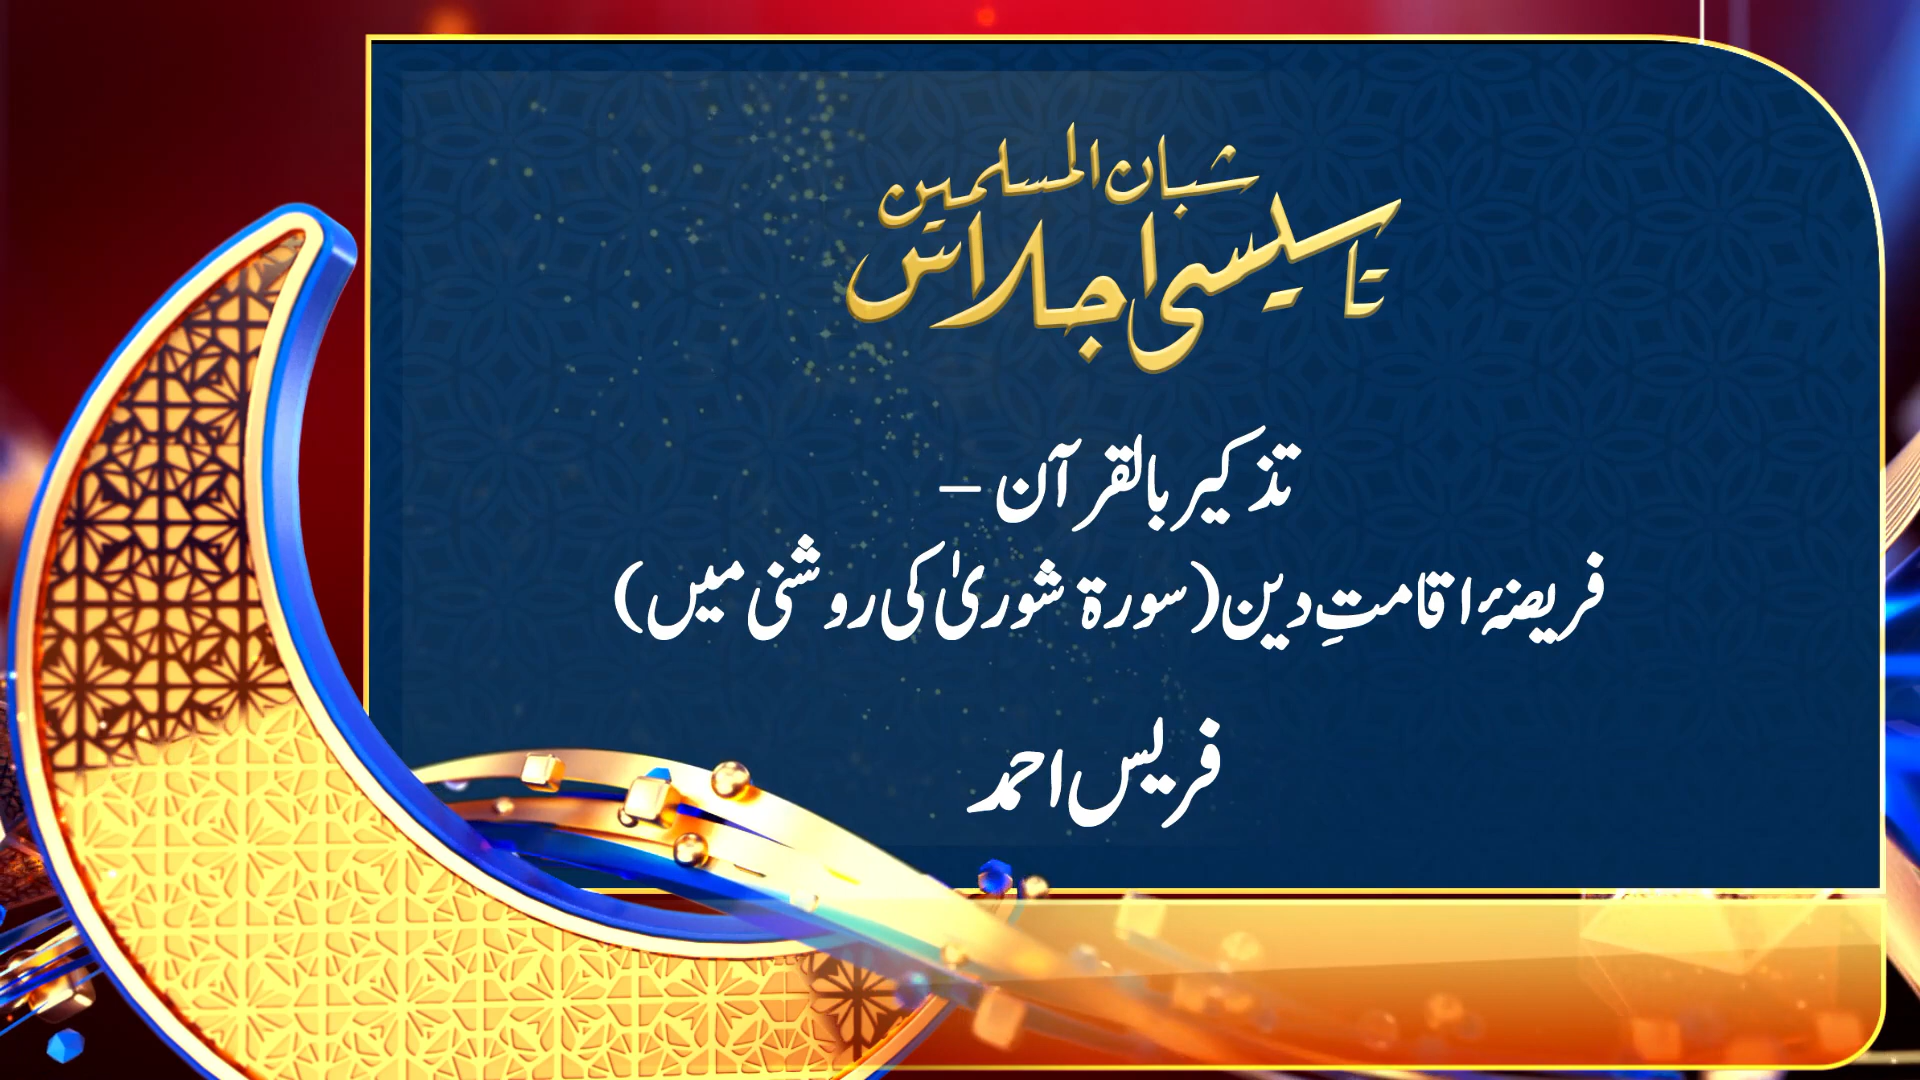 شبان المسلمین
تاسیسی اجلاس
تذکیر بالقرآن –
فریضۂ اقامتِ دین (سورۃ شوریٰ کی روشنی میں)
فریس احمد